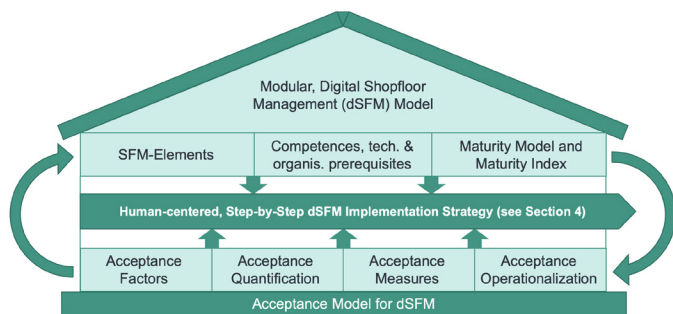 Modular, Digital Shopfloor
Management (dSFM) Model
SFM-Elements
Competences, tech. &
organis. prerequisites
Maturity Model and
Maturity Index
Human-centered, Step-by-Step dSFM Implementation Strategy (see Section 4)
Acceptance
Factors
Acceptance
Quantification
Acceptance
Measures
Acceptance
Operationalization
Acceptance Model for dSFM